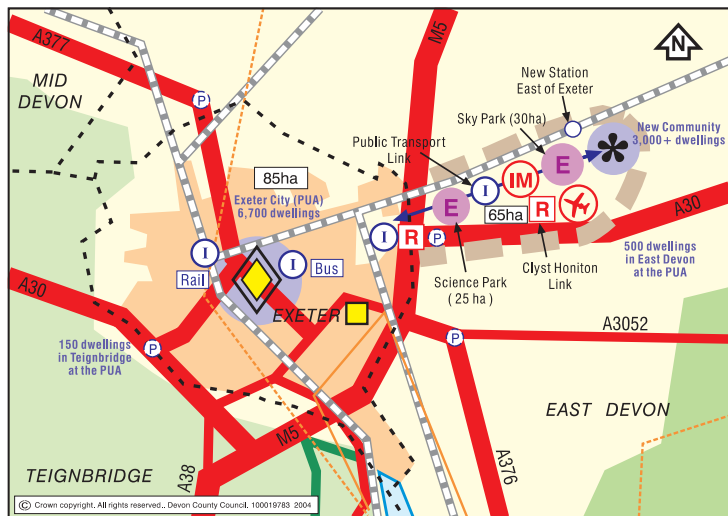 A377
M5
N
MID
DEVON
New Station
East of Exeter
P
Sky Park (30ha)
Public Transport
Link
New Community
3,000+ dwellings
85ha
E
IM
I
Exeter City (PUA)
6,700 dwellings
E
65ha
R
A30
I
R
P
I
I
Rail
Bus
Science Park
( 25 ha )
Clyst Honiton
Link
500 dwellings
in East Devon
at the PUA
A30
EXETER
A3052
150 dwellings
in Teignbridge
at the PUA
P
P
EAST DEVON
M5
A38
A376
TEIGNBRIDGE
C Crown copyright. All rights reserved.. Devon County Council. 100019783 2004